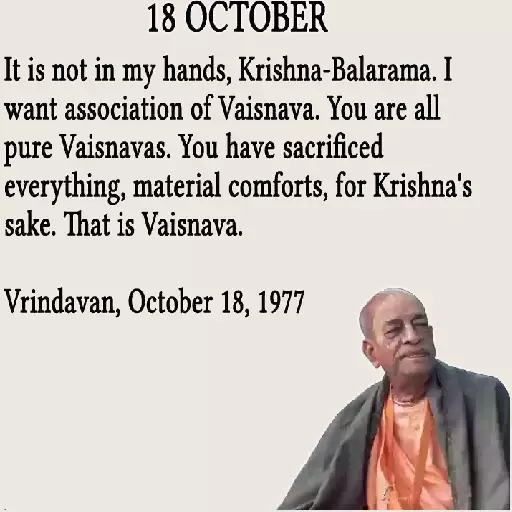 18 OCTOBER
It is not in my hands, Krishna-Balarama. I
want association of Vaisnava. You are all
pure Vaisnavas. You have sacrificed
everything, material comforts, for Krishna's
sake. That is Vaisnava.
Vrindavan, October 18, 1977